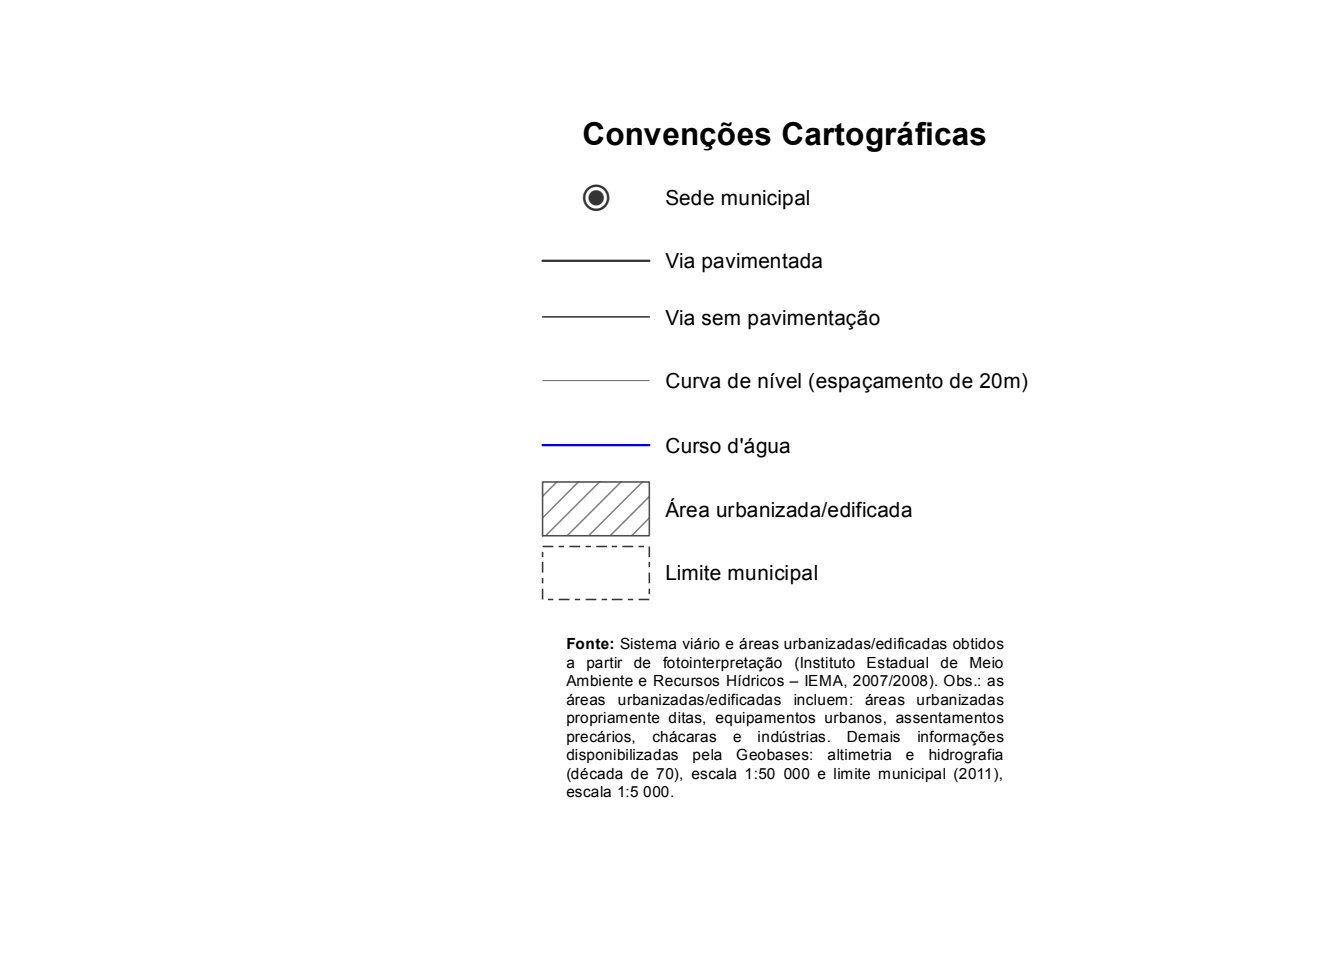 Convenções Cartográficas
Sede municipal
Via pavimentada
Via sem pavimentação
Curva de nível (espaçamento de 20m)
Curso d'água
Área urbanizada/edificada
Limite municipal
Fonte: Sistema viário e áreas urbanizadas/edificadas obtidos
a partir de fotointerpretação (Instituto Estadual de Meio
Ambiente e Recursos Hídricos – IEMA, 2007/2008). Obs.: as
áreas urbanizadas/edificadas incluem: áreas urbanizadas
propriamente ditas, equipamentos urbanos, assentamentos
precários, chácaras e indústrias. Demais informações
disponibilizadas pela Geobases: altimetria e hidrografia
(década de 70), escala 1:50 000 e limite municipal (2011),
escala 1:5 000.